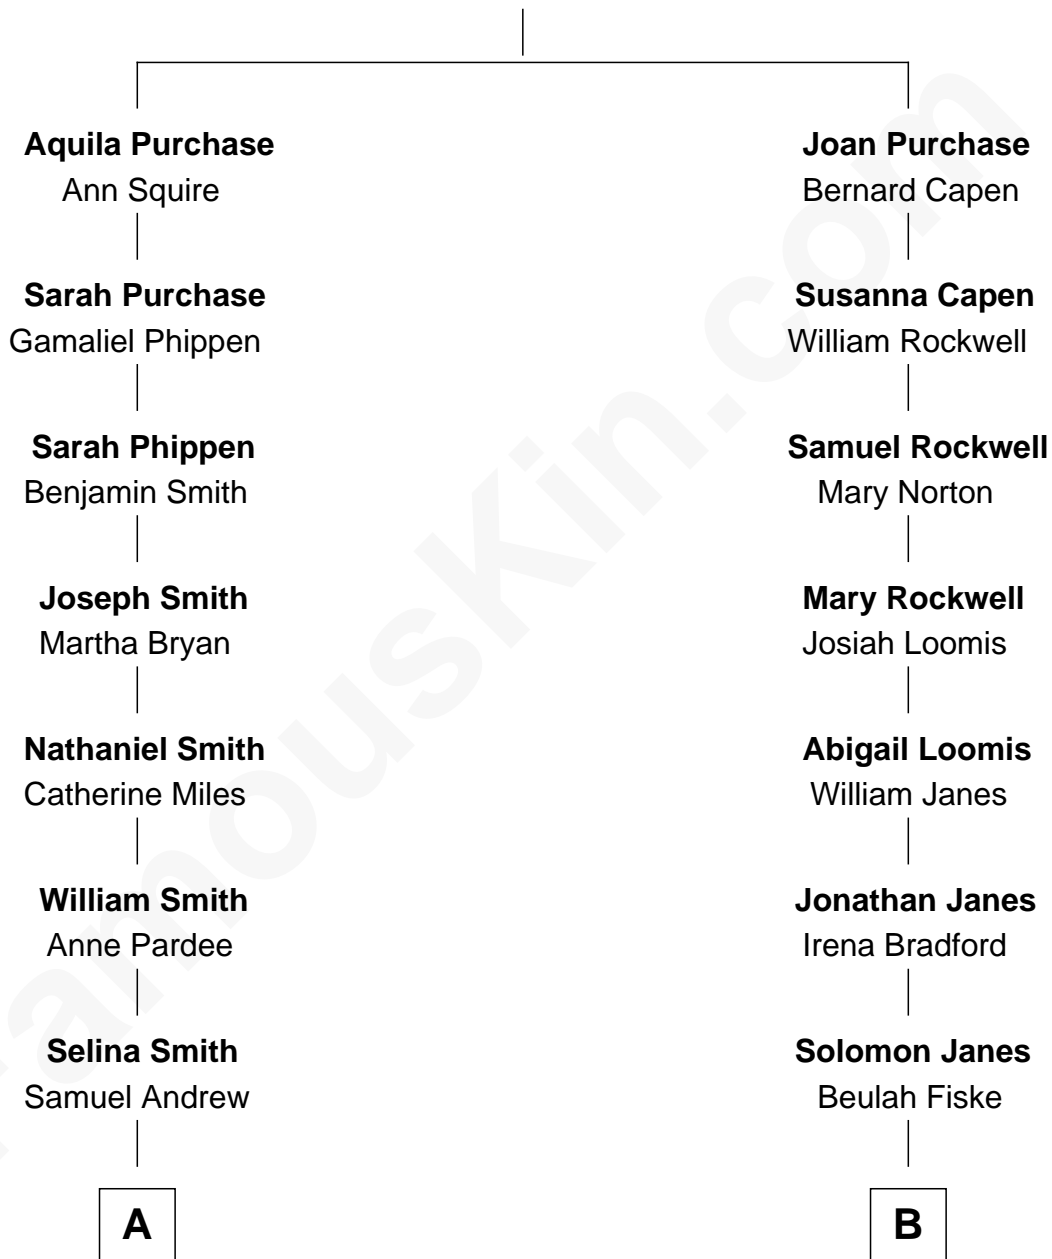 Aquila Purchase
Ann Squire
Joan Purchase
Bernard Capen
Sarah Purchase
Gamaliel Phippen
Susanna Capen
William Rockwell
Sarah Phippen
Benjamin Smith
Samuel Rockwell
Mary Norton
Joseph Smith
Martha Bryan
Mary Rockwell
Josiah Loomis
Nathaniel Smith
Catherine Miles
Abigail Loomis
William Janes
William Smith
Anne Pardee
Jonathan Janes
Irena Bradford
Selina Smith
Samuel Andrew
Solomon Janes
Beulah Fiske
A
B
FamousKin.com